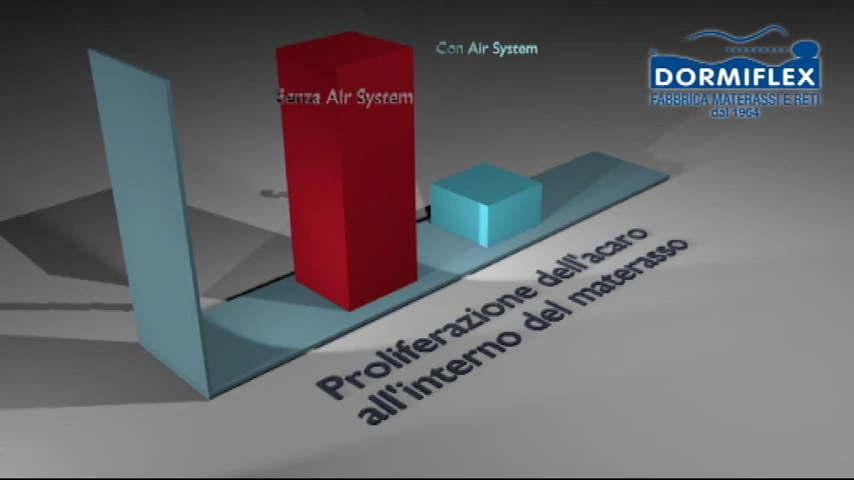 Con Air System
Senza Air System
DORMIFLEX
FABBRICA MATERASSI E RETI
dal 1964
Proliferazione dell'acaro
all'interno del materasso